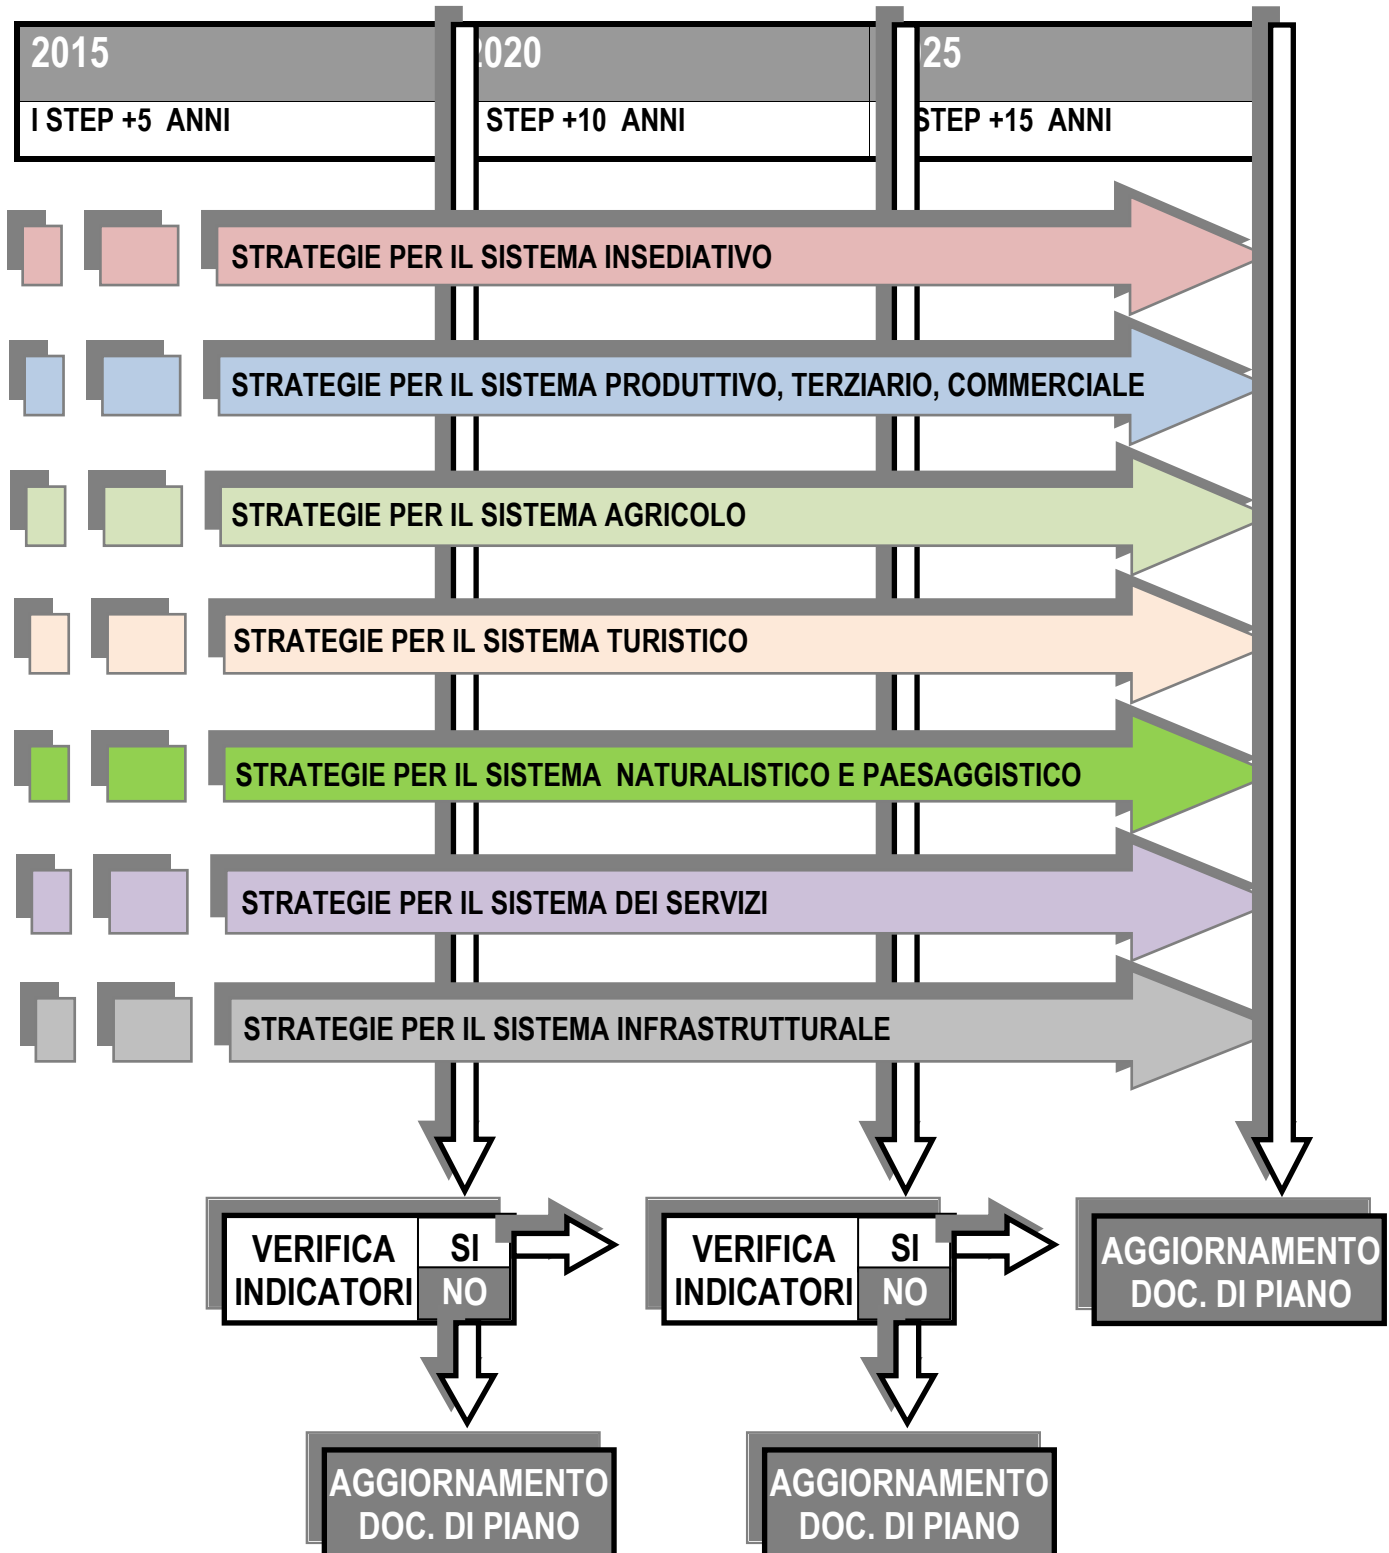 2015
020
25
I STEP +5 ANNI
STEP +10 ANNI
STEP +15 ANNI
STRATEGIE PER IL SISTEMA INSEDIATIVO
STRATEGIE PER IL SISTEMA PRODUTTIVO, TERZIARIO, COMMERCIALE
STRATEGIE PER IL SISTEMA AGRICOLO
STRATEGIE PER IL SISTEMA TURISTICO
STRATEGIE PER IL SISTEMA NATURALISTICO E PAESAGGISTICO
STRATEGIE PER IL SISTEMA DEI SERVIZI
STRATEGIE PER IL SISTEMA INFRASTRUTTURALE
VERIFICA
INDICATORI
SI
NO
VERIFICA
INDICATORI
SI
NO
AGGIORNAMENTO
DOC. DI PIANO
AGGIORNAMENTO
DOC. DI PIANO
AGGIORNAMENTO
DOC. DI PIANO